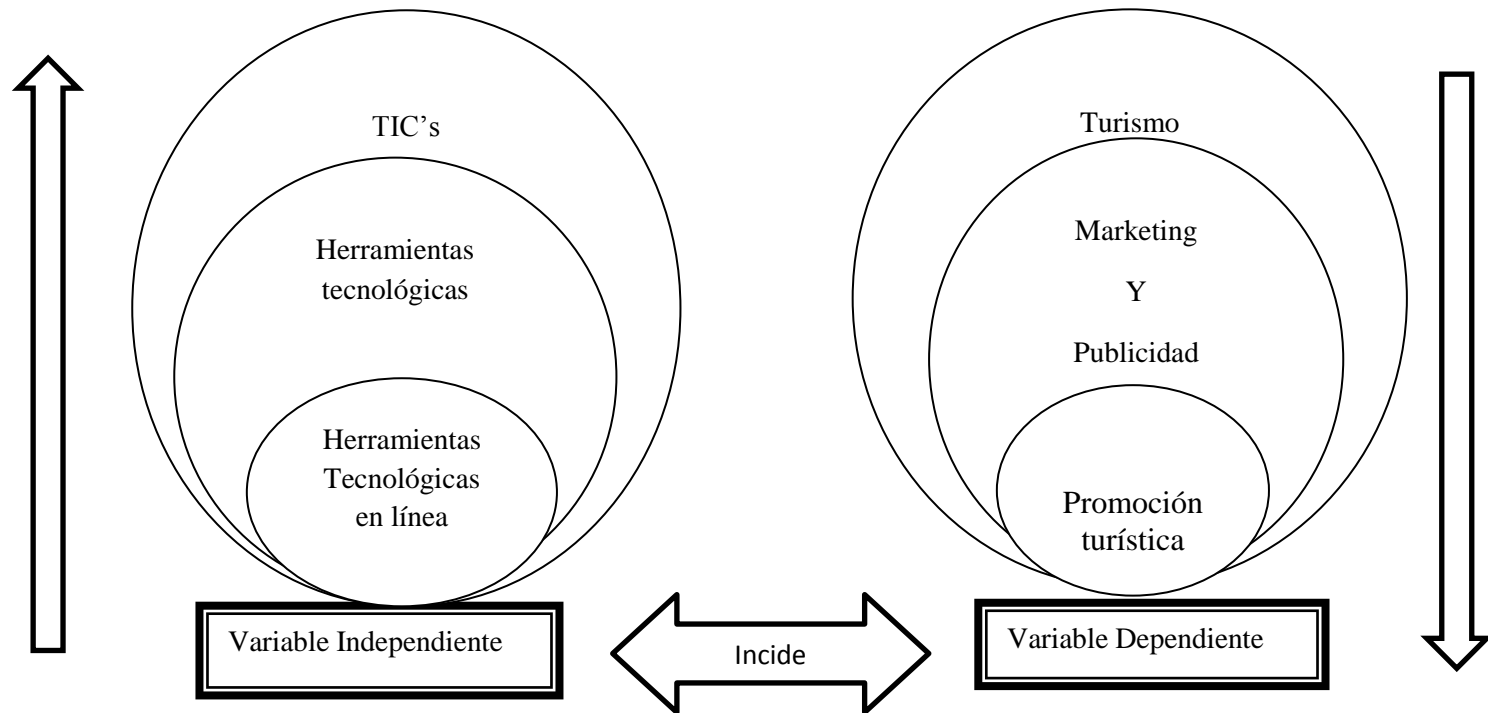 TIC’s
Herramientas
tecnológicas
Herramientas
Tecnológicas
en línea
Variable Independiente
Incide
Turismo
Marketing
Y
Publicidad
Promoción
turística
Variable Dependiente